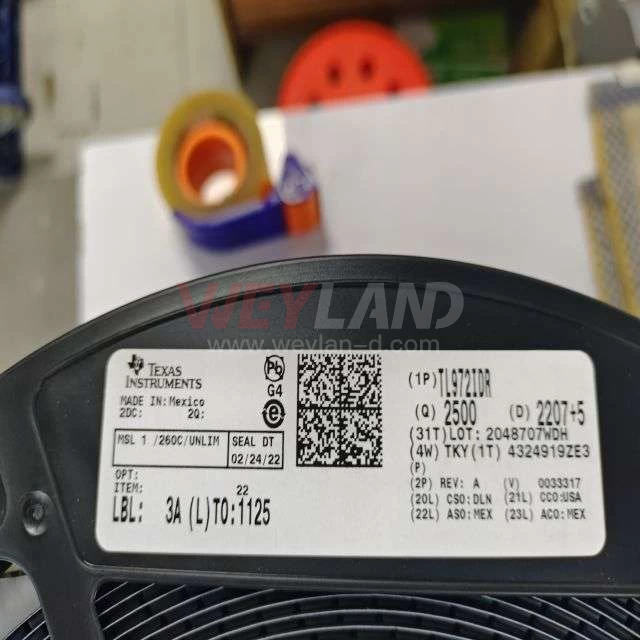 WEYLAND
www.weylan-d.com
TEXAS
INSTRUMENTS
MADE IN: Mexico
2DC: 2Q:
MSL 1 /260C/UNLIM
SEAL DT
02/24/22
OPT:
ITEM: 22
LBL: 3A (L)TO:1125
Pb
G4
e
(1P)TL972IDR
(Q) 2500 (D) 2207+5
(31T)LOT: 2048707WDH
(4W) TKY(1T) 4324919ZE3
(P)
(2P) REV: A (V) 0033317
(20L) CSO:DLN (21L) CCO:USA
(22L) ASO:MEX (23L) ACO:MEX